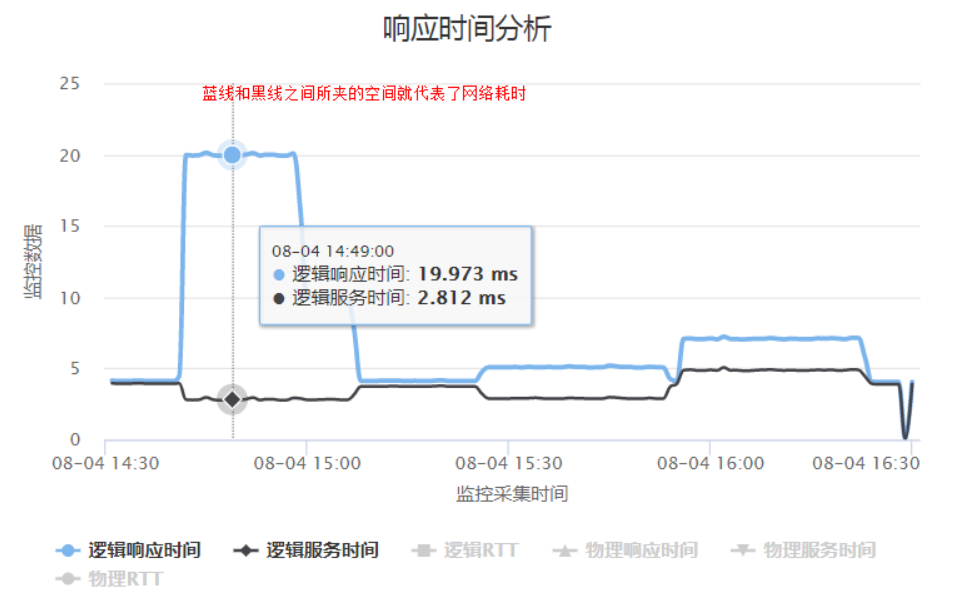 响应时间分析
25
蓝线和黑线之间所夹的空间就代表了网络耗时
20
15
10
5
0
监控数据
08-04 14:49:00
逻辑响应时间: 19.973 ms
逻辑服务时间: 2.812 ms
08-04 14:30 08-04 15:00 08-04 15:30 08-04 16:00 08-04 16:30
监控采集时间
逻辑响应时间 逻辑服务时间 逻辑RTT 物理响应时间 物理服务时间
物理RTT